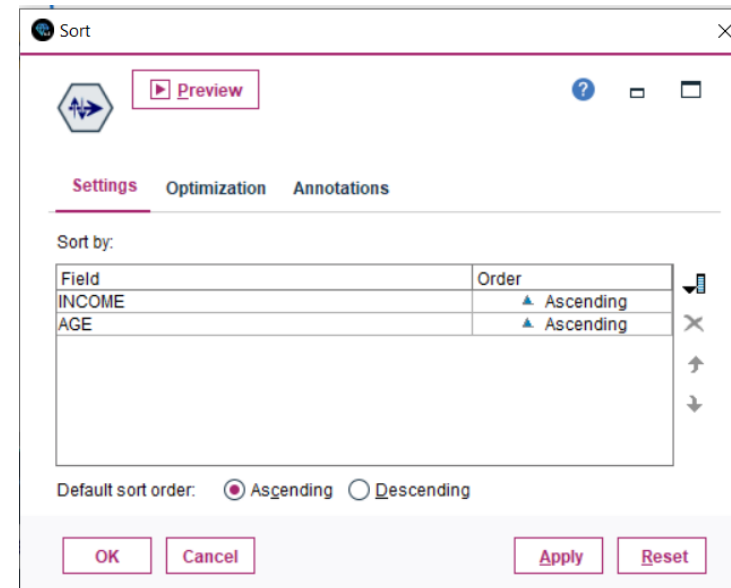 Sort
Preview
?
Settings Optimization Annotations
Sort by:
Field Order
INCOME Ascending
AGE Ascending
Default sort order: Ascending Descending
OK Cancel Apply Reset